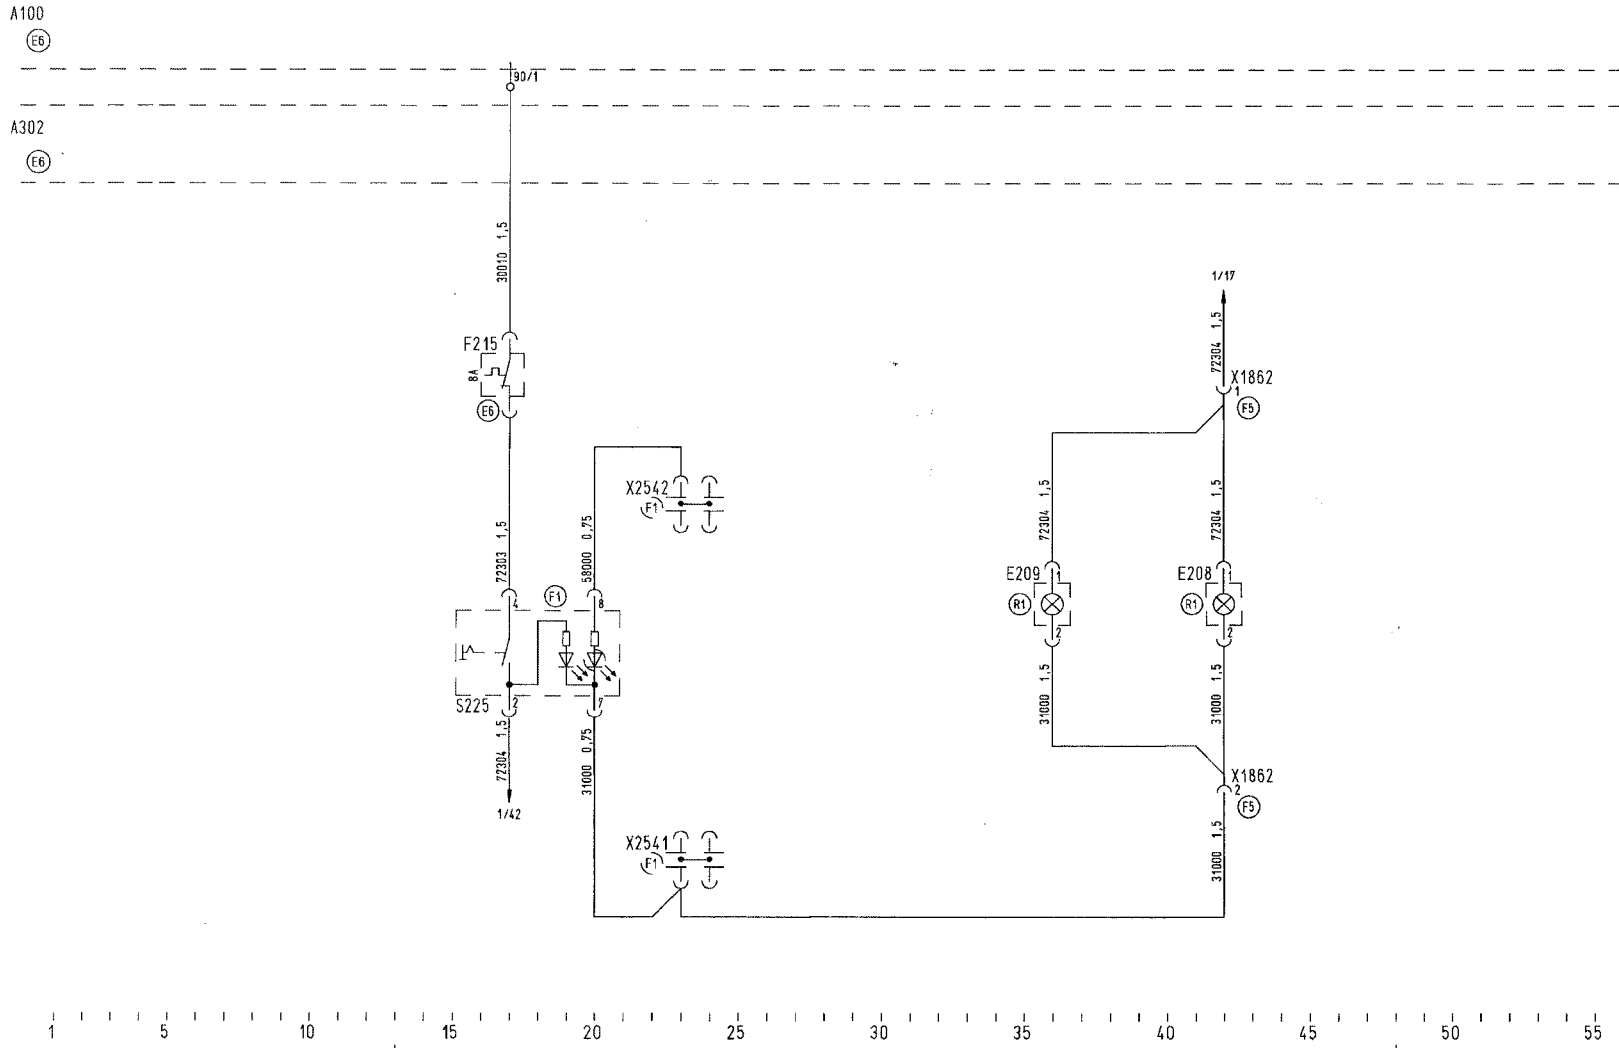 A100
E6
90/1
A302
E6
30010 1,5
1/17
72304 1,5
F215
8A
E6
X1862
1
F5
X2542
F1
72303 1,5
58000 0,75
72304 1,5
72304 1,5
E209
1
R1
2
E208
1
R1
2
F1
4
8
S225
2
7
72304 1,5
1/42
31000 0,75
31000 1,5
31000 1,5
X1862
2
F5
X2541
F1
31000 1,5
1 5 10 15 20 25 30 35 40 45 50 55